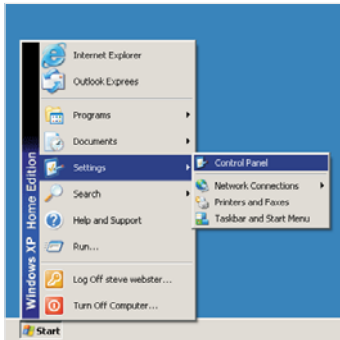 Internet Explorer
Outlook Exprees
Programs
Documents
Settings
Search
Help and Support
Run...
Log Off steve webster...
Turn Off Computer...
Control Panel
Network Connections
Printers and Faxes
Taskbar and Start Menu
Windows XP Home Edition
Start